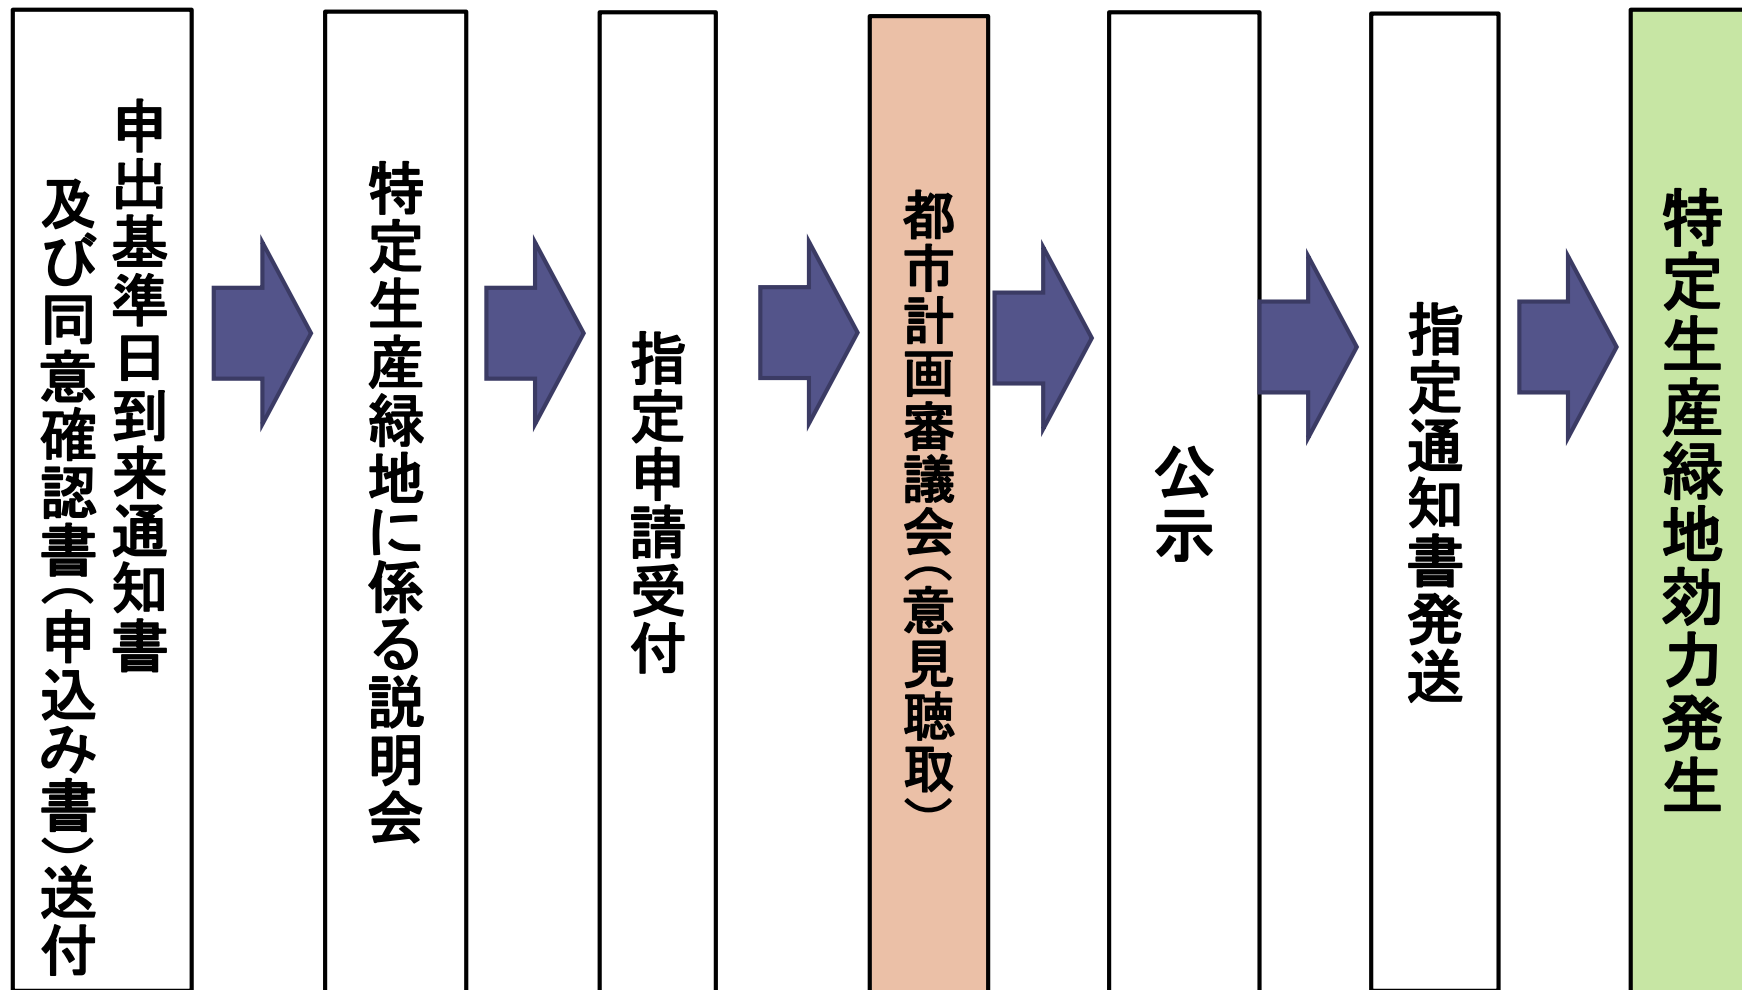 申出基準日到来通知書
及び同意確認書（申込み書）送付
特定生産緑地に係る説明会
指定申請受付
都市計画審議会（意見聴取）
公示
指定通知書発送
特定生産緑地効力発生